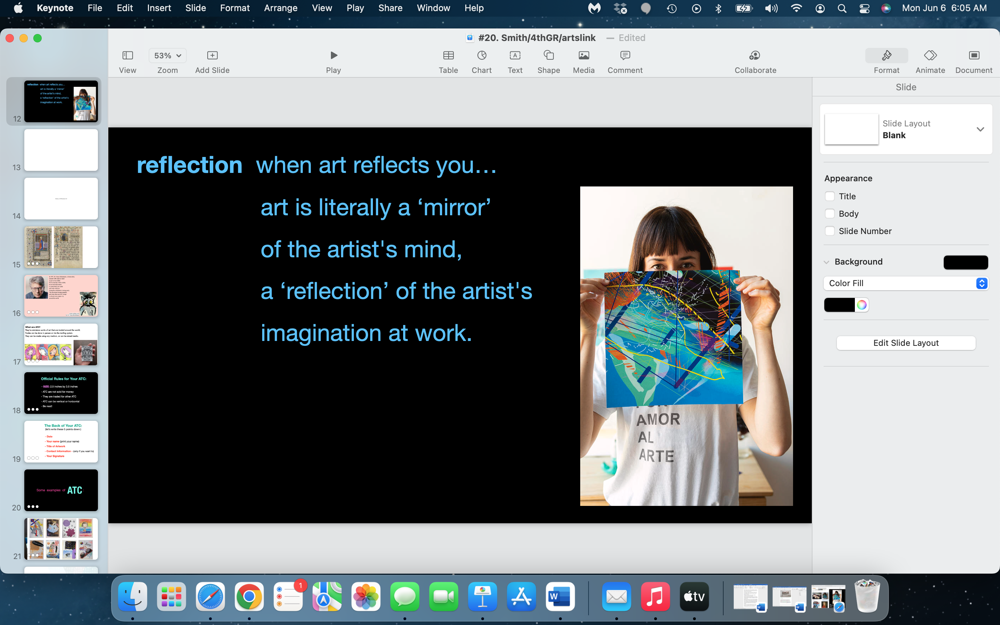 Keynote File Edit Insert Slide Format Arrange View Play Share Window Help Mon Jun 6 6:05 AM
#20. Smith/4thGR/artslink — Edited
53%
View Zoom Add Slide Play Table Chart Text Shape Media Comment Collaborate Format Animate Document
reflection when art reflects you...
art is literally a ‘mirror’
of the artist's mind,
a ‘reflection’ of the artist's
imagination at work.
12
13
14
15
16
What are ATC?
They're miniature works of art that are traded around the world.
Trades can be done in person or via the mailing system.
They can be made using any medium, or can be mixed media.
17
Official Rules for Your ATC:
- SIZE: 2.5 inches by 3.5 inches
- ATC are not sold for money
- They are traded for other ATC
- ATC can be vertical or horizontal
- Be neat!
18
The Back of Your ATC:
(let's write these 5 points down:)
- Date
- Your name (print your name)
- Title of Artwork
- Contact Information - (only if you want to)
- Your Signature
19
Some examples of ATC:
20
21
reflection when art reflects you…
art is literally a ‘mirror’
of the artist's mind,
a ‘reflection’ of the artist's
imagination at work.
AMOR
AL
ARTE
Slide
Slide Layout
Blank
Appearance
Title
Body
Slide Number
Background
Color Fill
Edit Slide Layout
1
W
tv